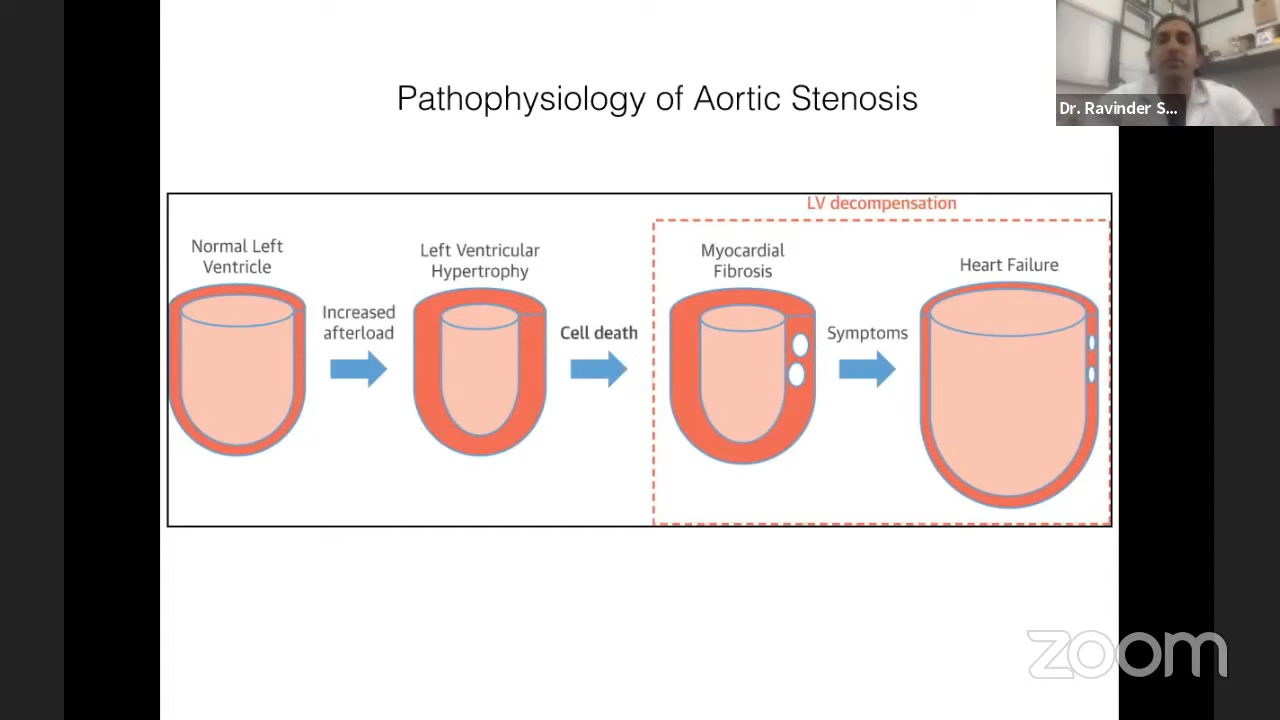 Pathophysiology of Aortic Stenosis
Dr. Ravinder S...
LV decompensation
Normal Left
Ventricle
Increased
afterload
Left Ventricular
Hypertrophy
Cell death
Myocardial
Fibrosis
Symptoms
Heart Failure
zoom